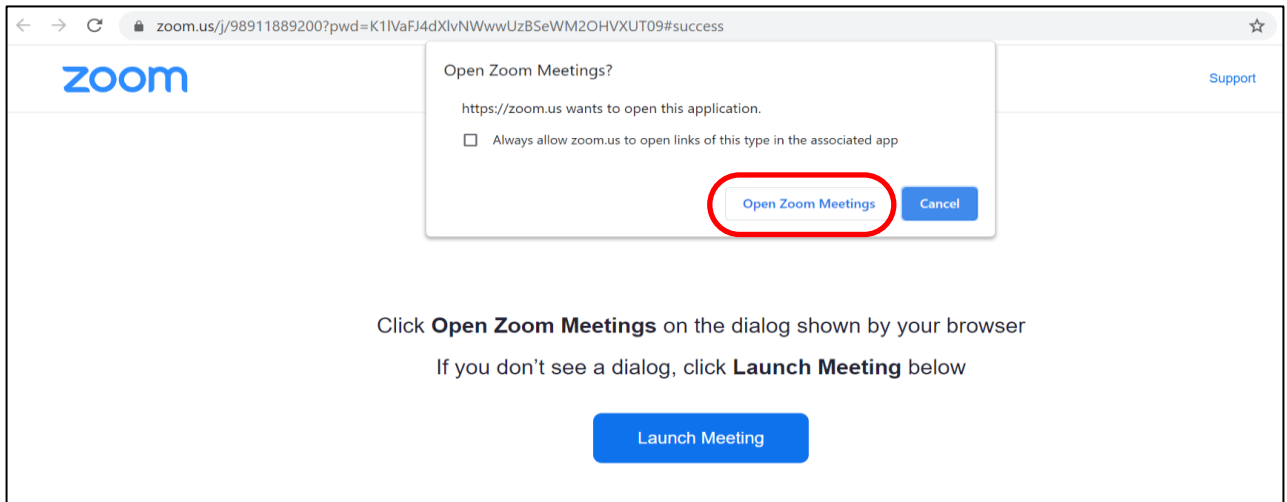 zoom.us/j/98911889200?pwd=K1lVaFJ4dXlvNWwwUzBSeWM2OHVXUT09#success
zoom
Support
Open Zoom Meetings?
https://zoom.us wants to open this application.
Always allow zoom.us to open links of this type in the associated app
Open Zoom Meetings
Cancel
Click Open Zoom Meetings on the dialog shown by your browser
If you don't see a dialog, click Launch Meeting below
Launch Meeting